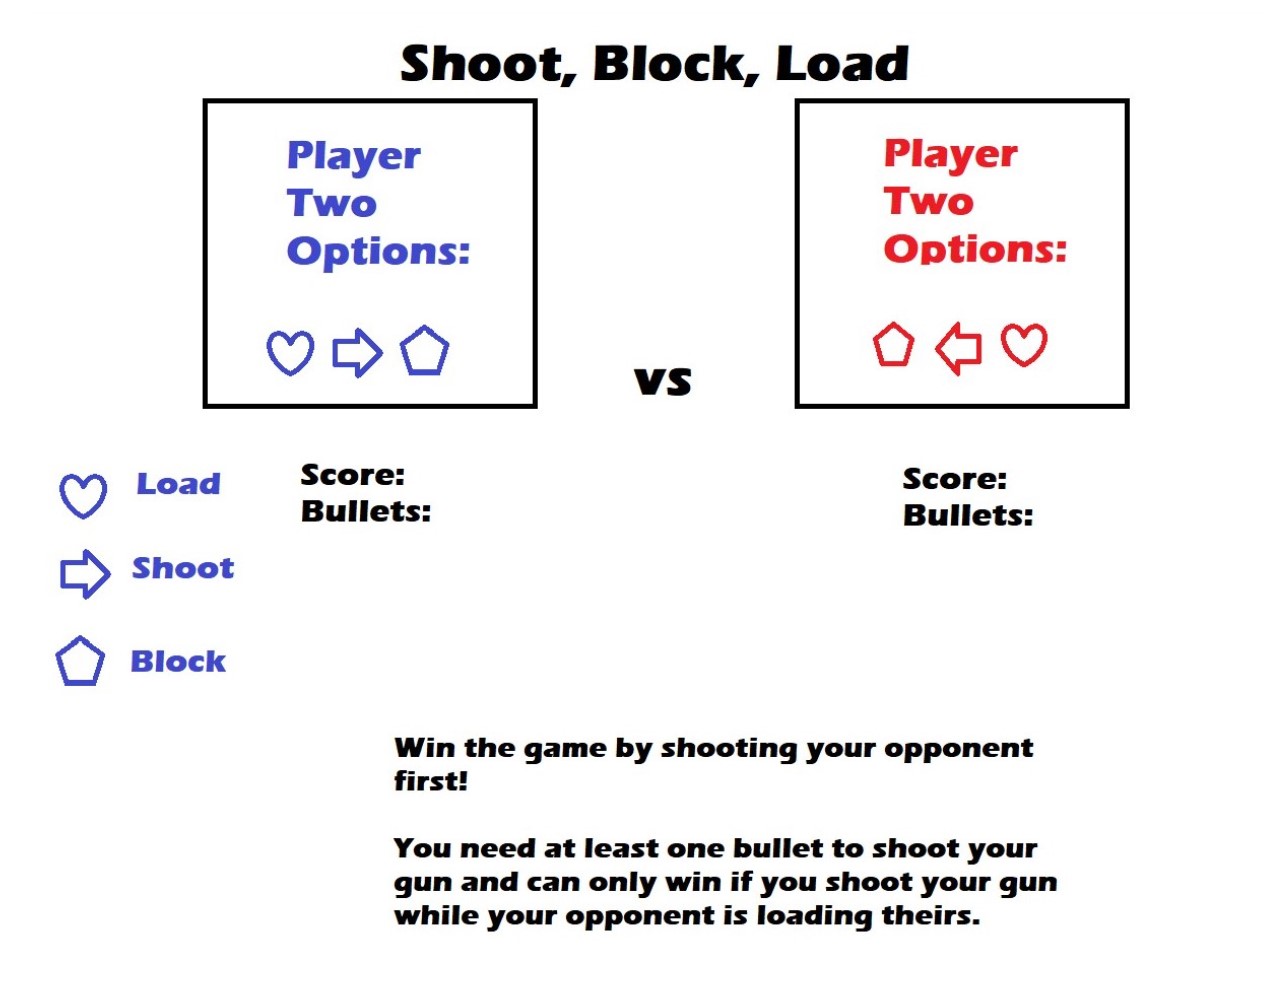 Shoot, Block, Load
Player
Two
Options:
Player
Two
Options:
vs
Load
Shoot
Block
Score:
Bullets:
Score:
Bullets:
Win the game by shooting your opponent
first!
You need at least one bullet to shoot your
gun and can only win if you shoot your gun
while your opponent is loading theirs.